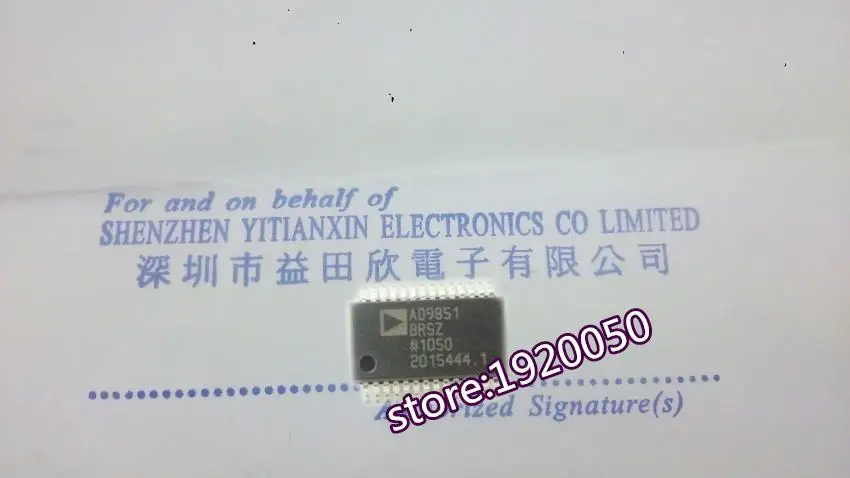 For and on behalf of
SHENZHEN YITIANXIN ELECTRONICS CO LIMITED
深圳市益田欣電子有限公司
AD9851
BRSZ
#1050
2015444.1
store:1920050
Signature(s)